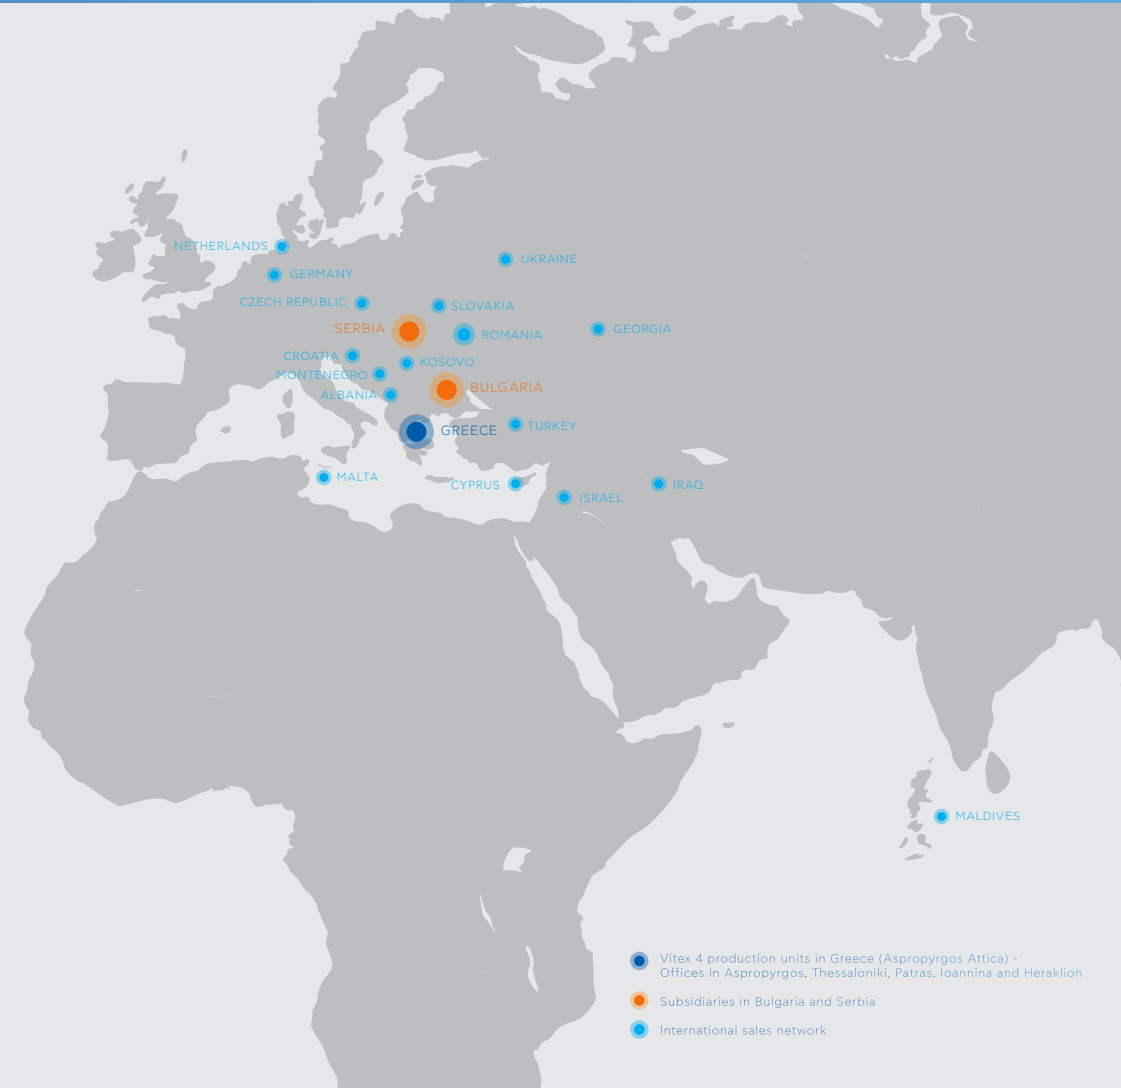 NETHERLANDS
UKRAINE
GERMANY
CZECH REPUBLIC
SLOVAKIA
SERBIA
ROMANIA
GEORGIA
CROATIA
KOSOVO
MONTENEGRO
BULGARIA
ALBANIA
TURKEY
GREECE
MALTA
CYPRUS
IRAQ
ISRAEL
MALDIVES
Vitex 4 production units in Greece (Aspropyrgos Attica) -
Offices in Aspropyrgos, Thessaloniki, Patras, Ioannina and Heraklion
Subsidiaries in Bulgaria and Serbia
International sales network